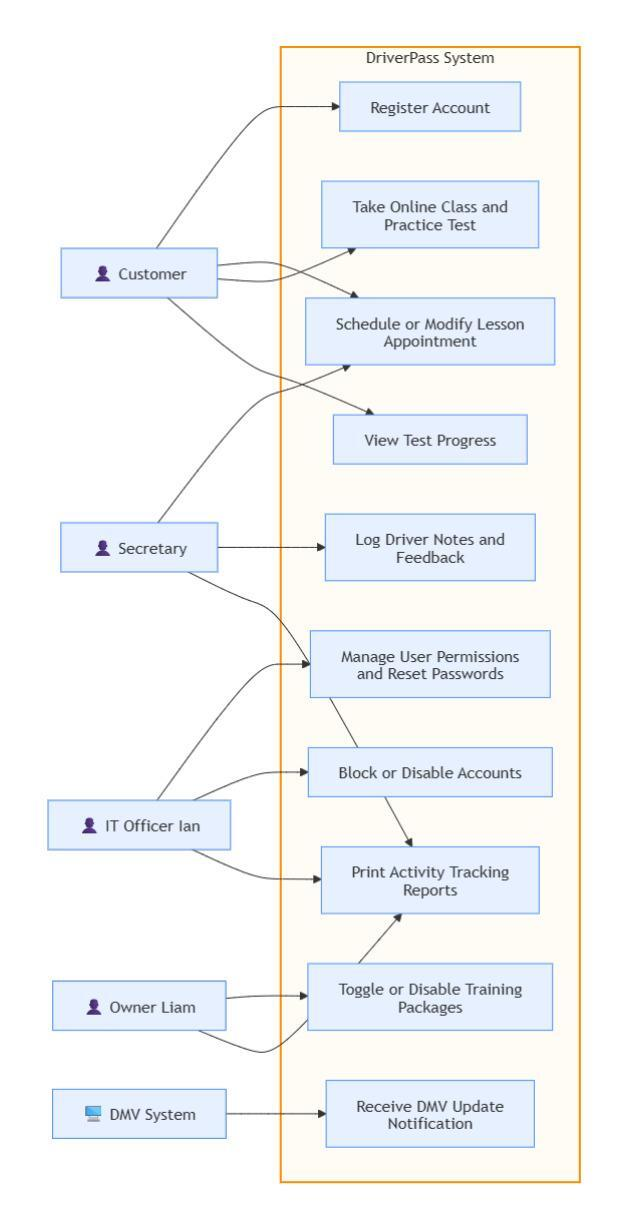 DriverPass System
Register Account
Take Online Class and
Practice Test
Customer
Schedule or Modify Lesson
Appointment
View Test Progress
Secretary
Log Driver Notes and
Feedback
Manage User Permissions
and Reset Passwords
Block or Disable Accounts
IT Officer Ian
Print Activity Tracking
Reports
Toggle or Disable Training
Packages
Owner Liam
Receive DMV Update
Notification
DMV System